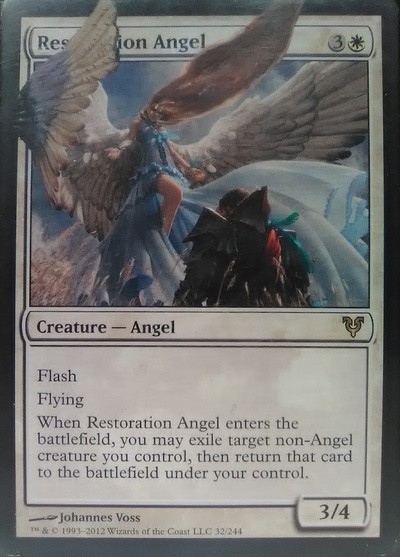 Restoration Angel 3
Creature — Angel
Flash
Flying
When Restoration Angel enters the
battlefield, you may exile target non-Angel
creature you control, then return that card
to the battlefield under your control.
3/4
Johannes Voss
™ & © 1993–2012 Wizards of the Coast LLC 32/244